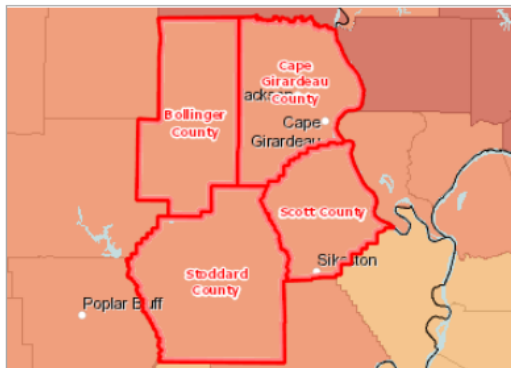 Cape
Girardeau
County
ackson
Bollinger
County
Cape
Girardeau
Scott County
Sikeston
Stoddard
County
Poplar Bluff